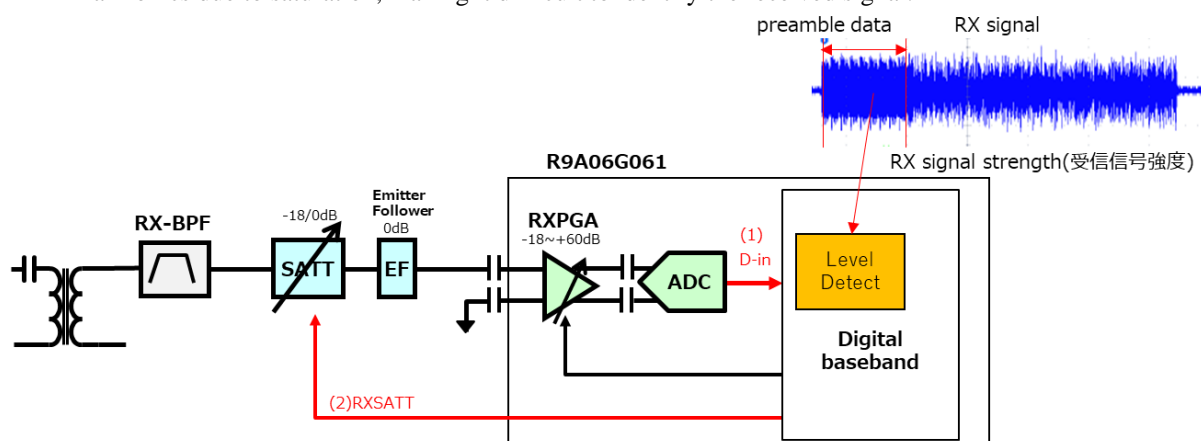 preamble data
RX signal
R9A06G061
RX signal strength(受信信号強度)
RX-BPF
-18/0dB
SATT
Emitter
Follower
0dB
EF
RXPGA
-18~+60dB
ADC
(1)
D-in
Level
Detect
Digital
baseband
(2)RXSATT